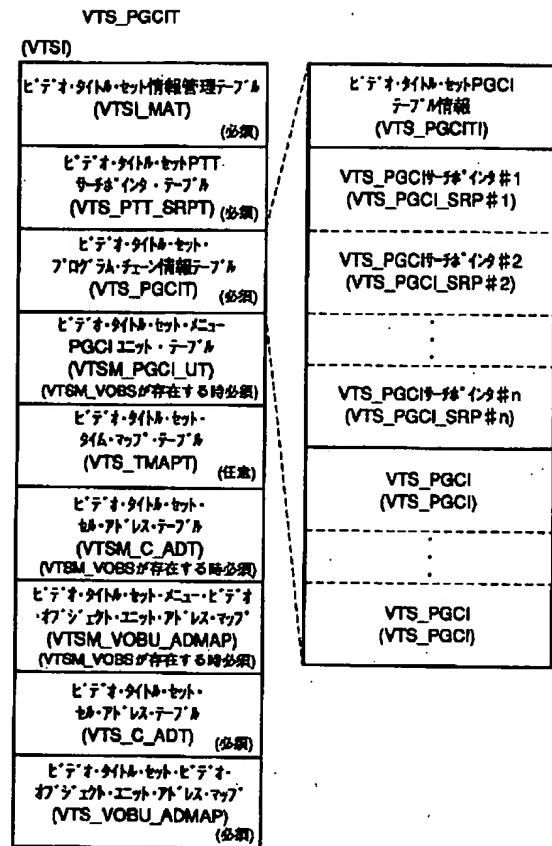 VTS_PGCIT
(VTSI)
ビデオ・タイトル・セット情報管理テーブル
(VTSI_MAT)
(必須)
ビデオ・タイトル・セットPTT
サーチポインタ・テーブル
(VTS_PTT_SRPT)
(必須)
ビデオ・タイトル・セット・
プログラム・チェーン情報テーブル
(VTS_PGCIT)
(必須)
ビデオ・タイトル・セット・メニュー
PGCIユニット・テーブル
(VTSM_PGCI_UT)
(VTSM_VOBSが存在する時必須)
ビデオ・タイトル・セット・
タイム・マップ・テーブル
(VTS_TMAPT)
(任意)
ビデオ・タイトル・セット・
セル・アドレス・テーブル
(VTSM_C_ADT)
(VTSM_VOBSが存在する時必須)
ビデオ・タイトル・セット・メニュー・ビデオ
・オブジェクト・ユニット・アドレス・マップ
(VTSM_VOBU_ADMAP)
(VTSM_VOBSが存在する時必須)
ビデオ・タイトル・セット・
セル・アドレス・テーブル
(VTS_C_ADT)
(必須)
ビデオ・タイトル・セット・ビデオ・
オブジェクト・ユニット・アドレス・マップ
(VTS_VOBU_ADMAP)
(必須)
ビデオ・タイトル・セットPGCI
テーブル情報
(VTS_PGCITI)
VTS_PGCIサーチポインタ#1
(VTS_PGCI_SRP#1)
VTS_PGCIサーチポインタ#2
(VTS_PGCI_SRP#2)
VTS_PGCIサーチポインタ#n
(VTS_PGCI_SRP#n)
VTS_PGCI
(VTS_PGCI)
VTS_PGCI
(VTS_PGCI)